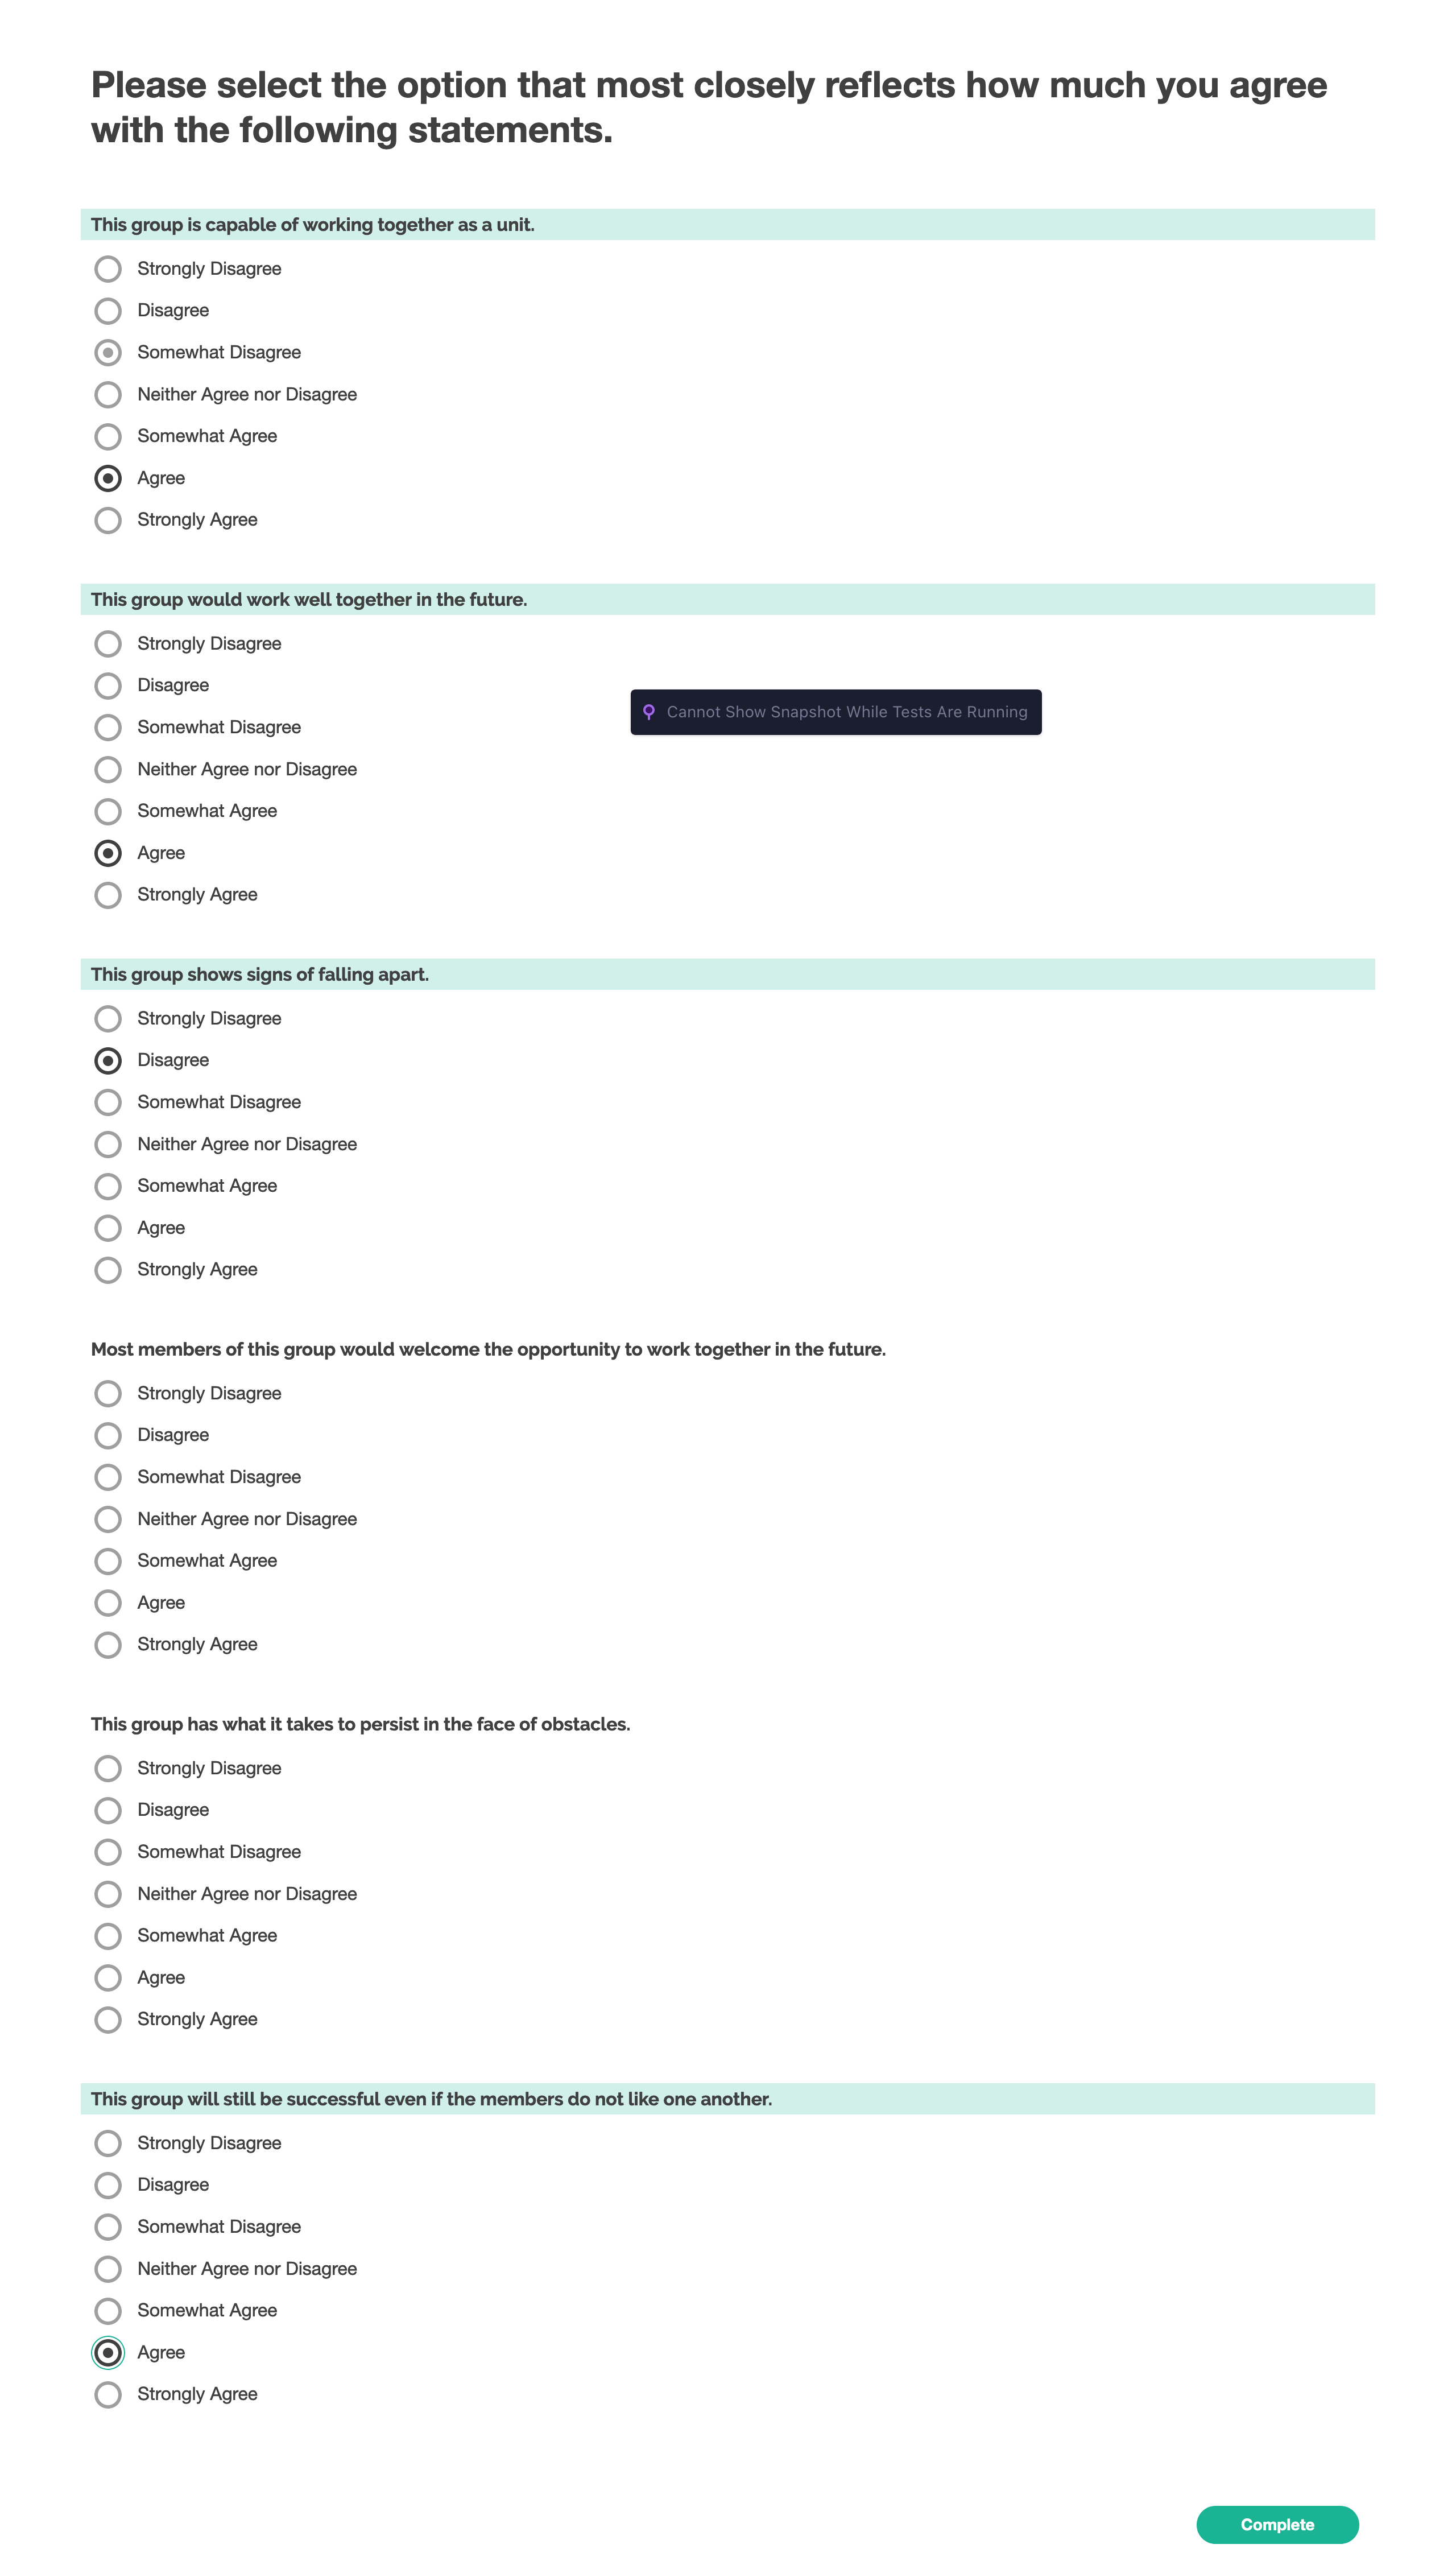 Please select the option that most closely reflects how much you agree
with the following statements.
This group is capable of working together as a unit.
Strongly Disagree
Disagree
Somewhat Disagree
Neither Agree nor Disagree
Somewhat Agree
Agree
Strongly Agree
This group would work well together in the future.
Strongly Disagree
Disagree
Cannot Show Snapshot While Tests Are Running
Somewhat Disagree
Neither Agree nor Disagree
Somewhat Agree
Agree
Strongly Agree
This group shows signs of falling apart.
Strongly Disagree
Disagree
Somewhat Disagree
Neither Agree nor Disagree
Somewhat Agree
Agree
Strongly Agree
Most members of this group would welcome the opportunity to work together in the future.
Strongly Disagree
Disagree
Somewhat Disagree
Neither Agree nor Disagree
Somewhat Agree
Agree
Strongly Agree
This group has what it takes to persist in the face of obstacles.
Strongly Disagree
Disagree
Somewhat Disagree
Neither Agree nor Disagree
Somewhat Agree
Agree
Strongly Agree
This group will still be successful even if the members do not like one another.
Strongly Disagree
Disagree
Somewhat Disagree
Neither Agree nor Disagree
Somewhat Agree
Agree
Strongly Agree
Complete